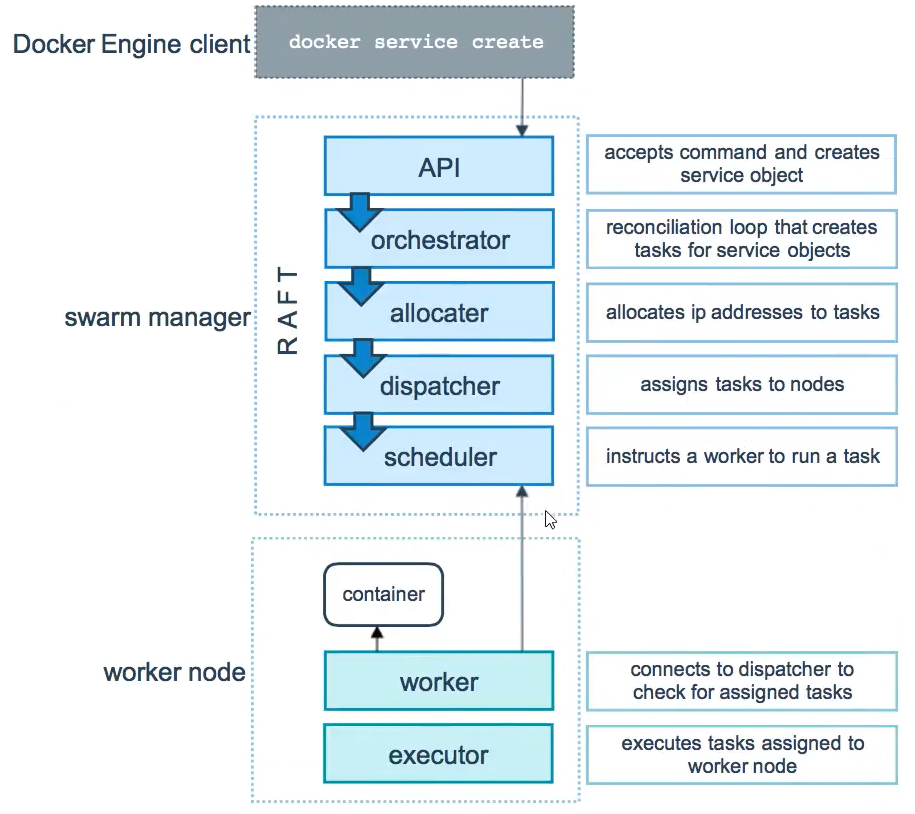 Docker Engine client
docker service create
API
accepts command and creates
service object
orchestrator
reconciliation loop that creates
tasks for service objects
swarm manager
RAFT
allocater
allocates ip addresses to tasks
dispatcher
assigns tasks to nodes
scheduler
instructs a worker to run a task
worker node
container
worker
connects to dispatcher to
check for assigned tasks
executor
executes tasks assigned to
worker node